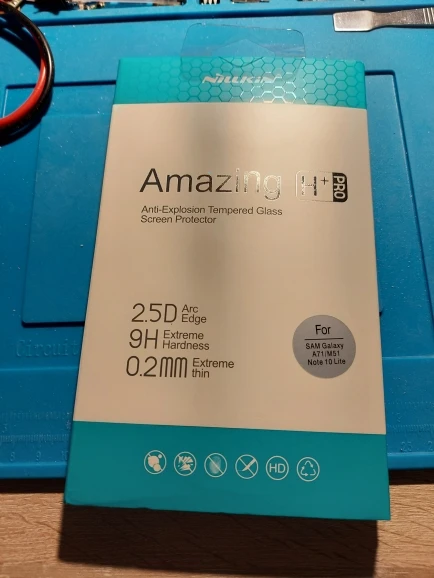 NILLKIN
Amazing H+ PRO
Anti-Explosion Tempered Glass
Screen Protector
2.5D Arc Edge
9H Extreme Hardness
0.2mm Extreme thin
For
SAM Galaxy
A71/M51
Note 10 Lite
HD